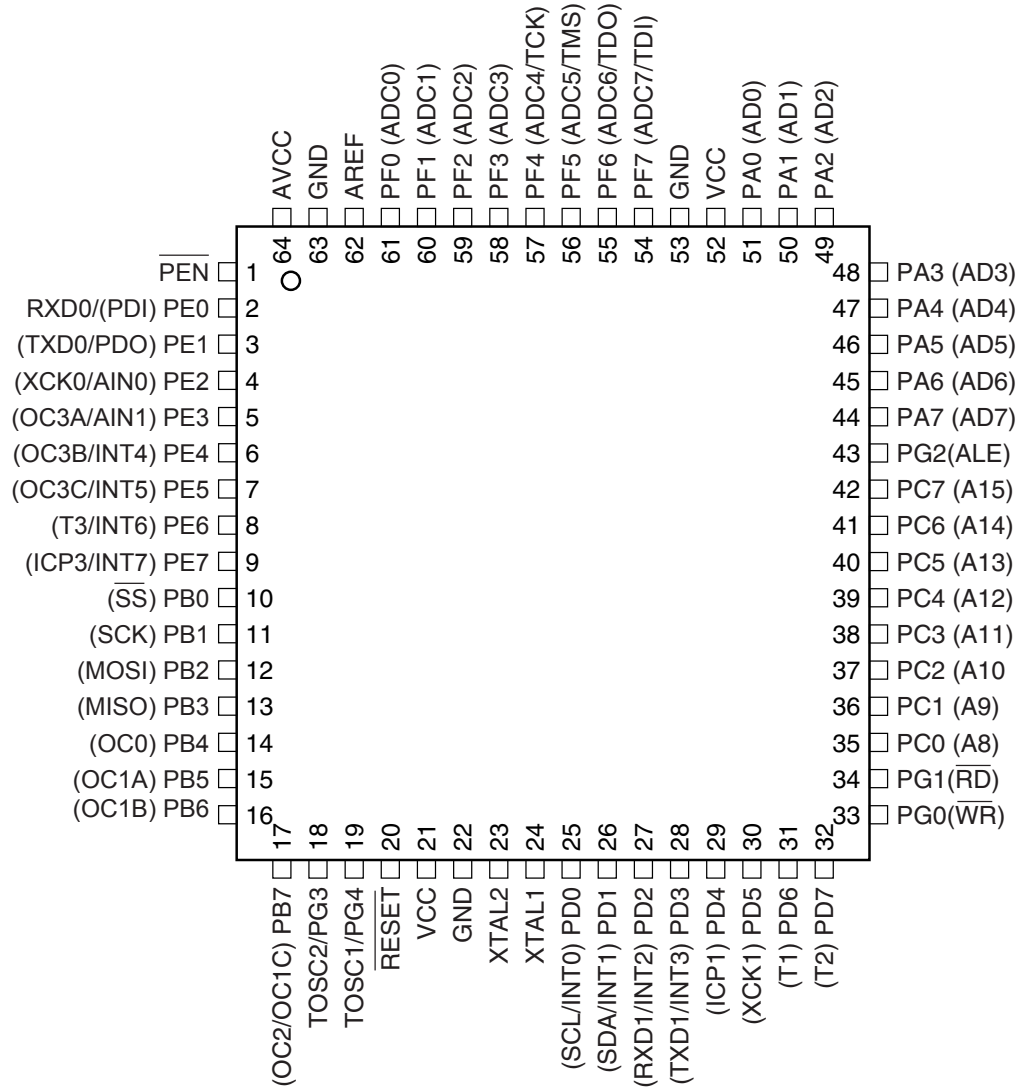 AVCC
GND
AREF
PF0 (ADC0)
PF1 (ADC1)
PF2 (ADC2)
PF3 (ADC3)
PF4 (ADC4/TCK)
PF5 (ADC5/TMS)
PF6 (ADC6/TDO)
PF7 (ADC7/TDI)
GND
VCC
PA0 (AD0)
PA1 (AD1)
PA2 (AD2)
64
63
62
61
60
59
58
57
56
55
54
53
52
51
50
49
PEN 1
RXD0/(PDI) PE0 2
(TXD0/PDO) PE1 3
(XCK0/AIN0) PE2 4
(OC3A/AIN1) PE3 5
(OC3B/INT4) PE4 6
(OC3C/INT5) PE5 7
(T3/INT6) PE6 8
(ICP3/INT7) PE7 9
(SS) PB0 10
(SCK) PB1 11
(MOSI) PB2 12
(MISO) PB3 13
(OC0) PB4 14
(OC1A) PB5 15
(OC1B) PB6 16
48 PA3 (AD3)
47 PA4 (AD4)
46 PA5 (AD5)
45 PA6 (AD6)
44 PA7 (AD7)
43 PG2(ALE)
42 PC7 (A15)
41 PC6 (A14)
40 PC5 (A13)
39 PC4 (A12)
38 PC3 (A11)
37 PC2 (A10
36 PC1 (A9)
35 PC0 (A8)
34 PG1(RD)
33 PG0(WR)
17
18
19
20
21
22
23
24
25
26
27
28
29
30
31
32
(OC2/OC1C) PB7
TOSC2/PG3
TOSC1/PG4
RESET
VCC
GND
XTAL2
XTAL1
(SCL/INT0) PD0
(SDA/INT1) PD1
(RXD1/INT2) PD2
(TXD1/INT3) PD3
(ICP1) PD4
(XCK1) PD5
(T1) PD6
(T2) PD7